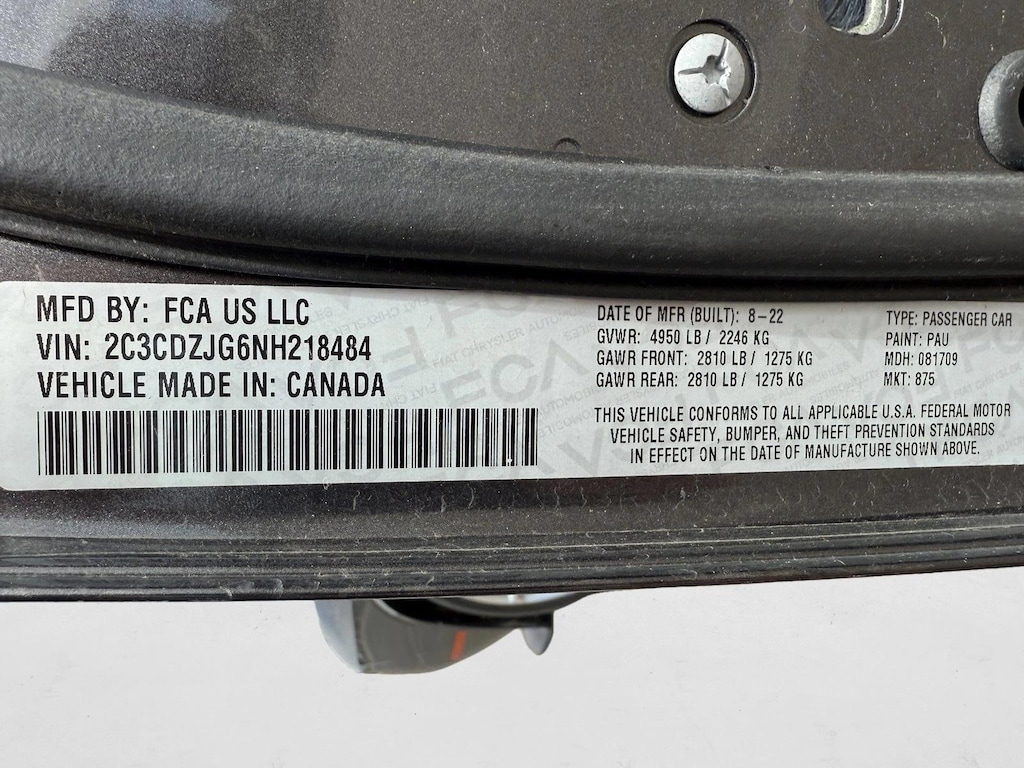 MFD BY: FCA US LLC
VIN: 2C3CDZJG6NH218484
VEHICLE MADE IN: CANADA
DATE OF MFR (BUILT): 8-22
GVWR: 4950 LB / 2246 KG
GAWR FRONT: 2810 LB / 1275 KG
GAWR REAR: 2810 LB / 1275 KG
TYPE: PASSENGER CAR
PAINT: PAU
MDH: 081709
MKT: 875
THIS VEHICLE CONFORMS TO ALL APPLICABLE U.S.A. FEDERAL MOTOR
VEHICLE SAFETY, BUMPER, AND THEFT PREVENTION STANDARDS
IN EFFECT ON THE DATE OF MANUFACTURE SHOWN ABOVE.